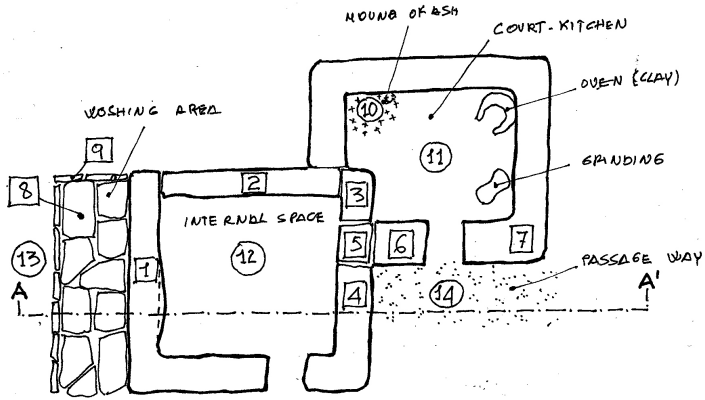 MOUND OF ASH
COURT-KITCHEN
OVEN (CLAY)
10
WASHING AREA
9
11
GRINDING
8
2
3
INTERNAL SPACE
13
12
5
6
7
1
PASSAGE WAY
A
4
14
A'